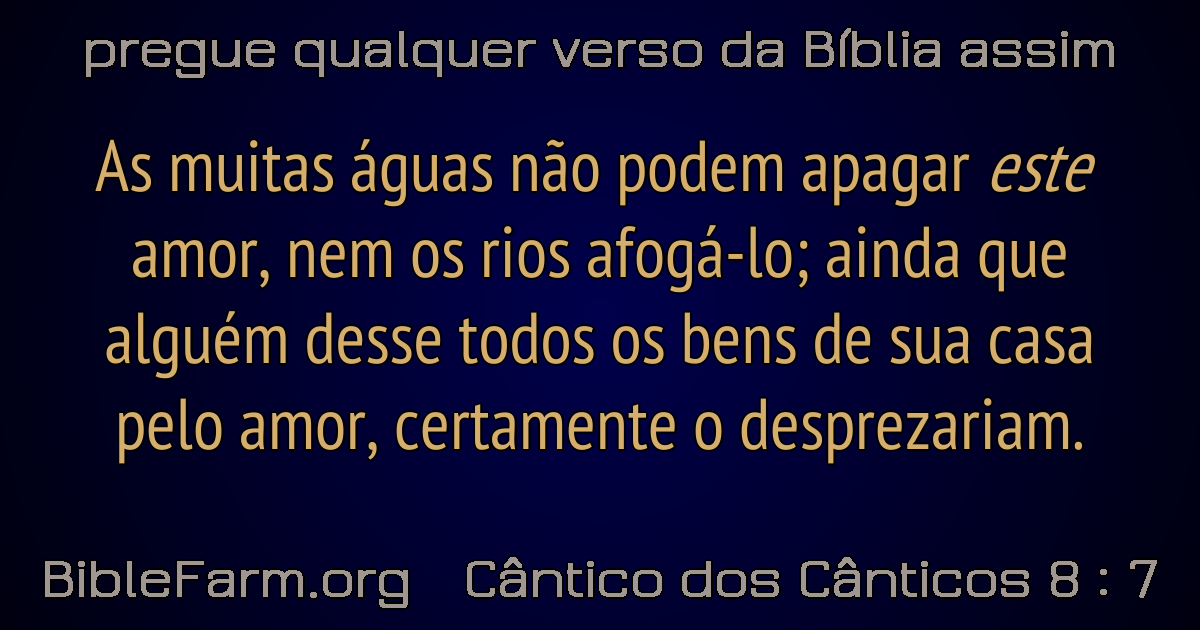 pregue qualquer verso da Bíblia assim
As muitas águas não podem apagar este
amor, nem os rios afogá-lo; ainda que
alguém desse todos os bens de sua casa
pelo amor, certamente o desprezariam.
BibleFarm.org Cântico dos Cânticos 8 : 7